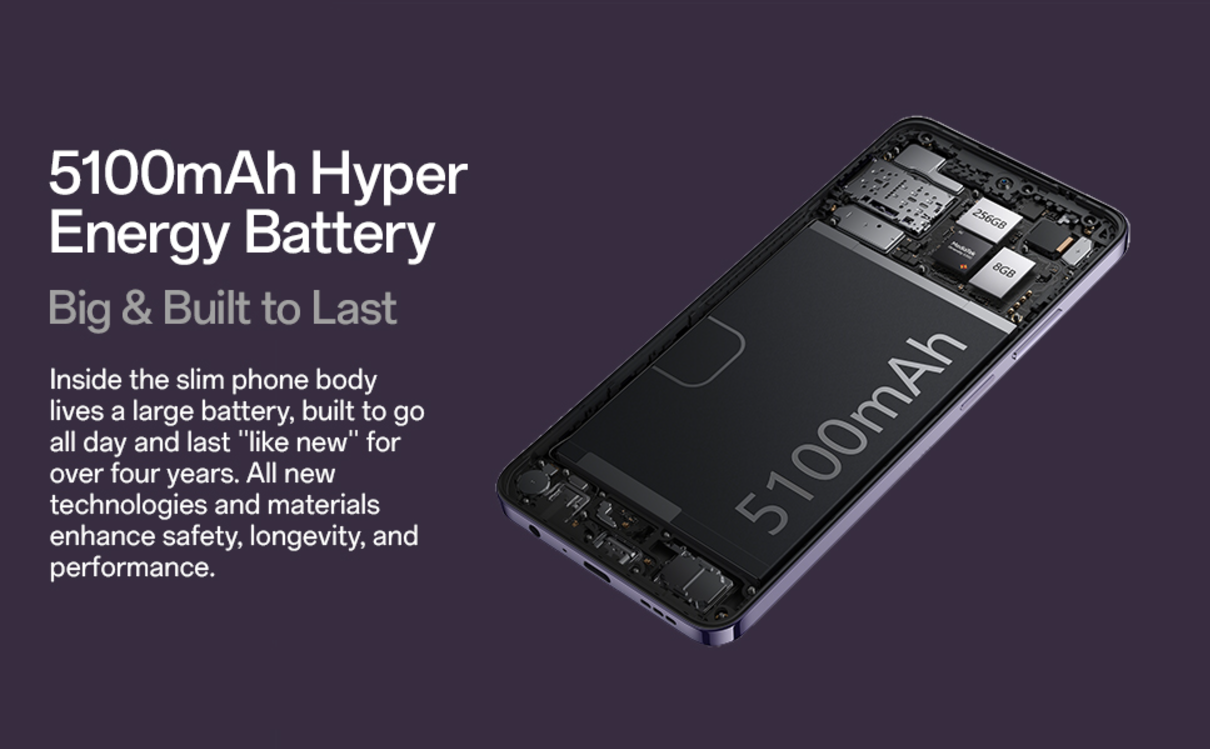 5100mAh Hyper
Energy Battery
Big & Built to Last
Inside the slim phone body
lives a large battery, built to go
all day and last "like new" for
over four years. All new
technologies and materials
enhance safety, longevity, and
performance.
256GB
MediaTek
8GB
5100mAh